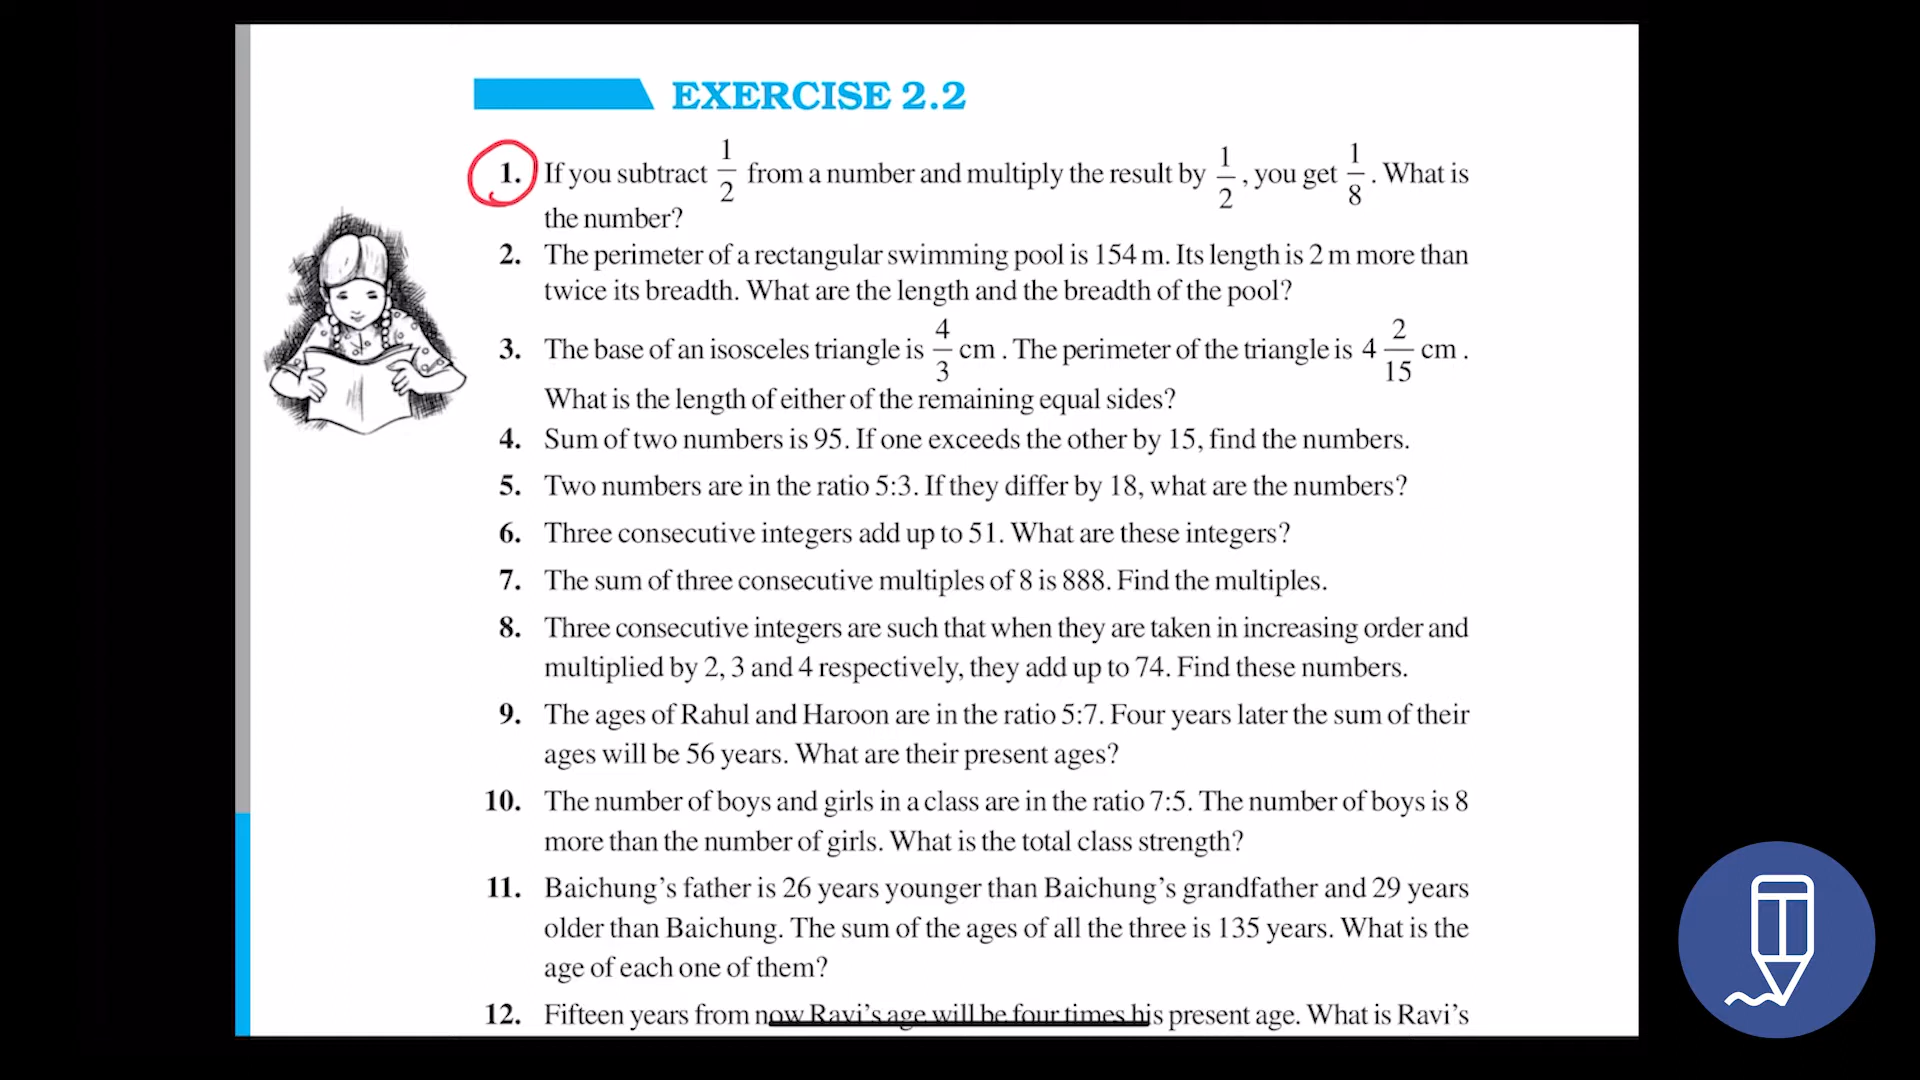 EXERCISE 2.2
1. If you subtract 1/2 from a number and multiply the result by 1/2, you get 1/8. What is
the number?
2. The perimeter of a rectangular swimming pool is 154 m. Its length is 2 m more than
twice its breadth. What are the length and the breadth of the pool?
3. The base of an isosceles triangle is 4/3 cm. The perimeter of the triangle is 4 2/15 cm.
What is the length of either of the remaining equal sides?
4. Sum of two numbers is 95. If one exceeds the other by 15, find the numbers.
5. Two numbers are in the ratio 5:3. If they differ by 18, what are the numbers?
6. Three consecutive integers add up to 51. What are these integers?
7. The sum of three consecutive multiples of 8 is 888. Find the multiples.
8. Three consecutive integers are such that when they are taken in increasing order and
multiplied by 2, 3 and 4 respectively, they add up to 74. Find these numbers.
9. The ages of Rahul and Haroon are in the ratio 5:7. Four years later the sum of their
ages will be 56 years. What are their present ages?
10. The number of boys and girls in a class are in the ratio 7:5. The number of boys is 8
more than the number of girls. What is the total class strength?
11. Baichung’s father is 26 years younger than Baichung’s grandfather and 29 years
older than Baichung. The sum of the ages of all the three is 135 years. What is the
age of each one of them?
12. Fifteen years from now Ravi’s age will be four times his present age. What is Ravi’s